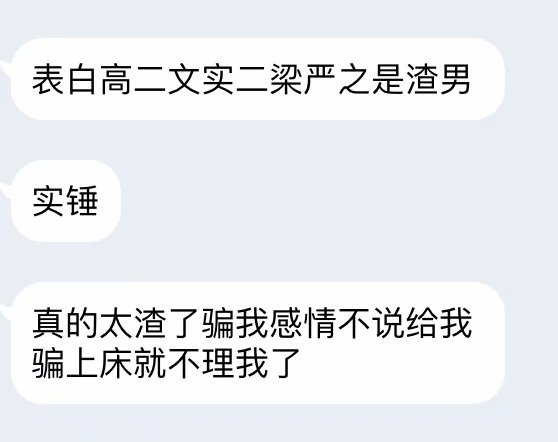 表白高二文实二梁严之是渣男
实锤
真的太渣了骗我感情不说给我
骗上床就不理我了